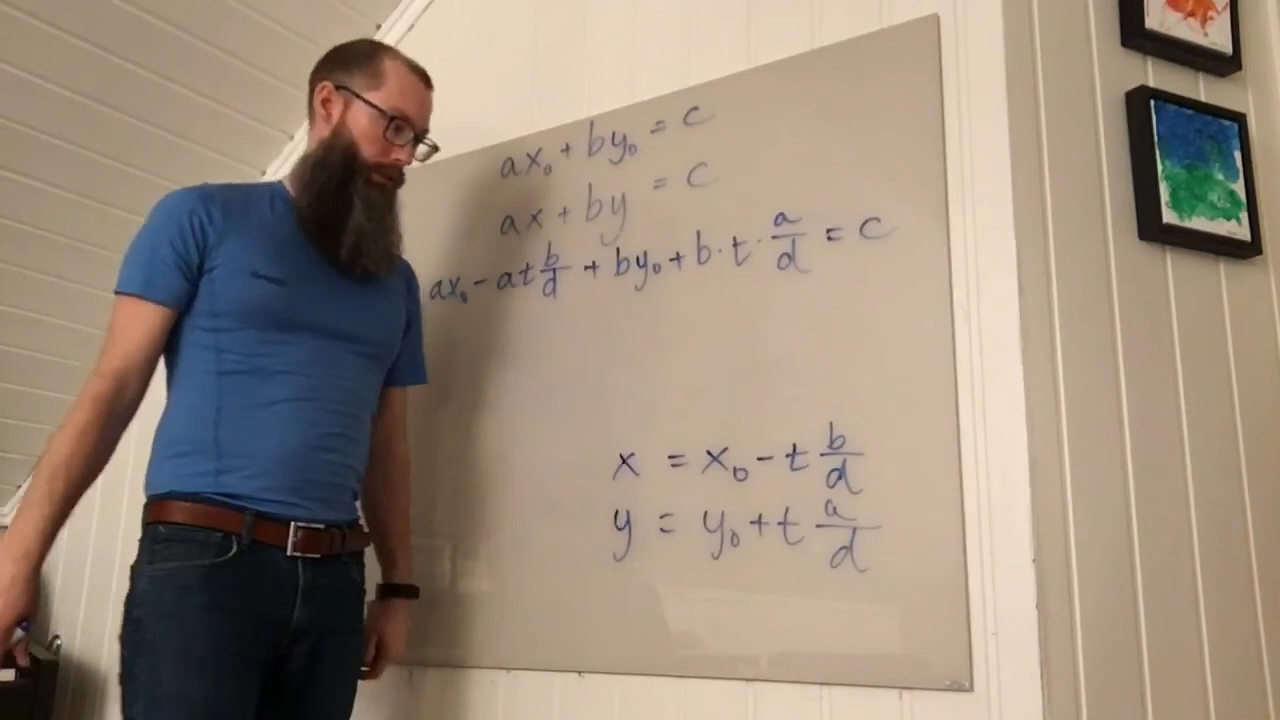 ax₀ + by₀ = c
ax + by = c
ax₀ - at b/d + by₀ + b · t · a/d = c
x = x₀ - t b/d
y = y₀ + t a/d